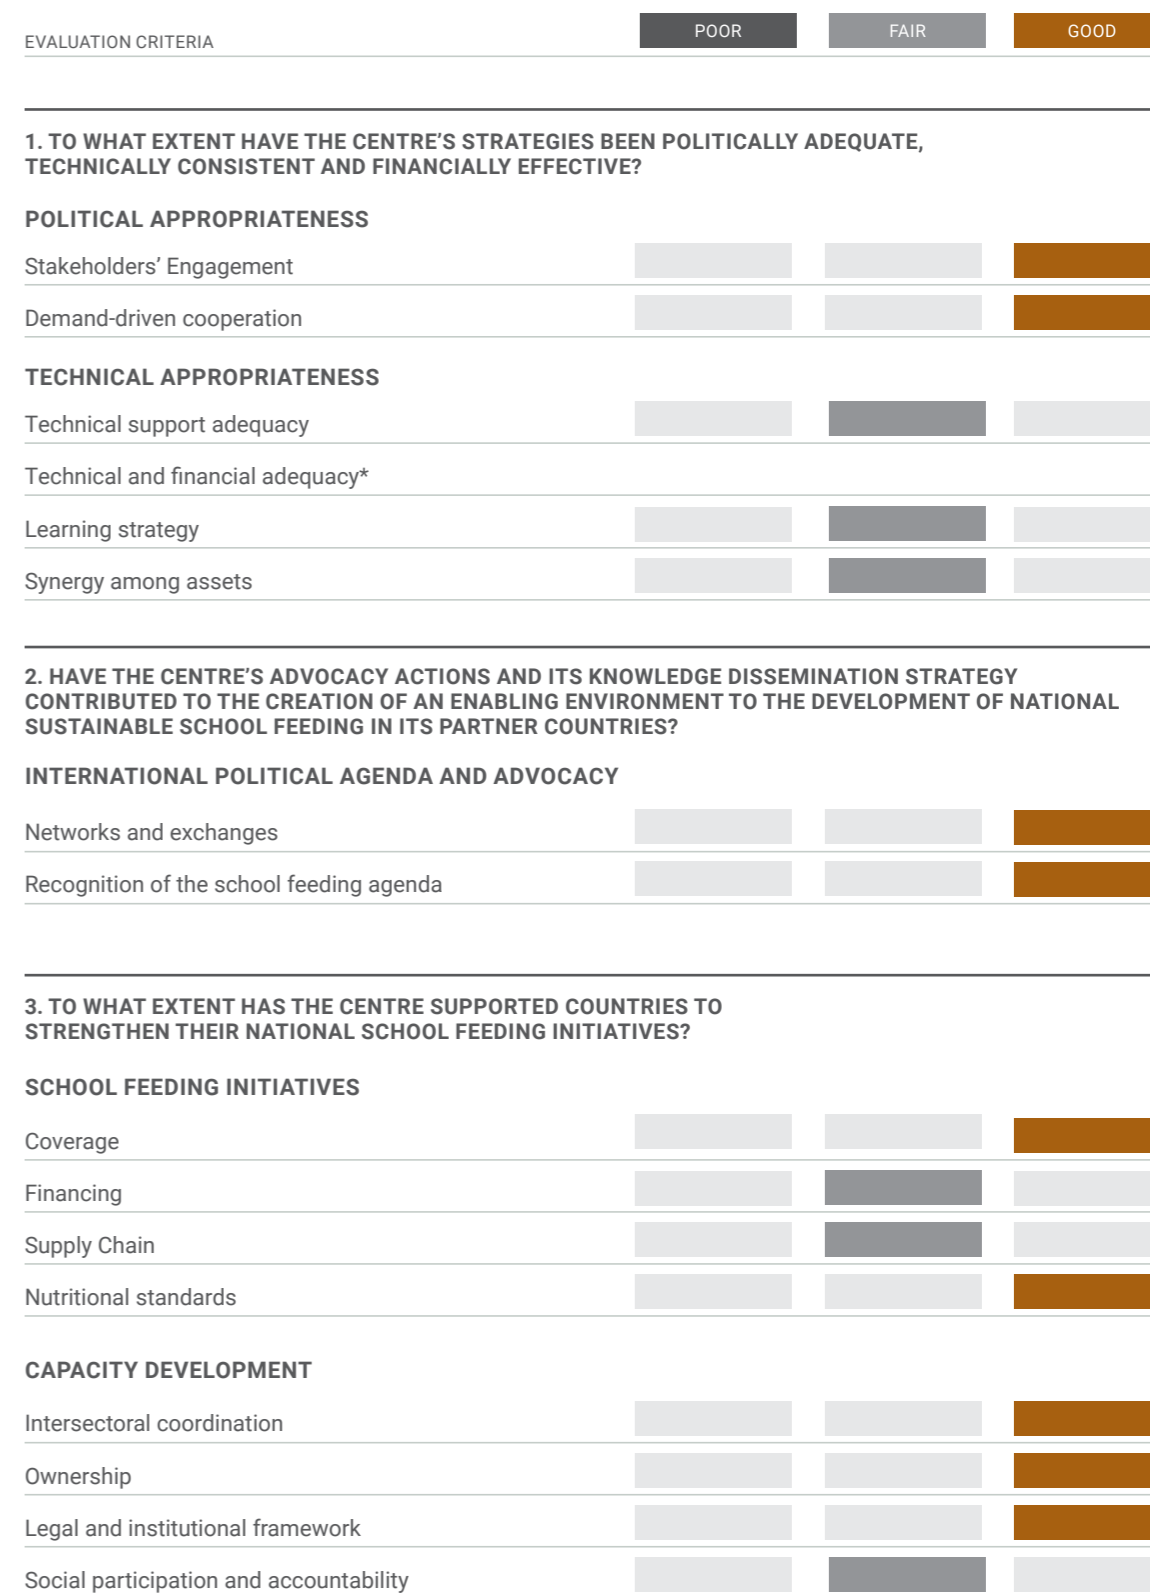 EVALUATION CRITERIA POOR FAIR GOOD
1. TO WHAT EXTENT HAVE THE CENTRE’S STRATEGIES BEEN POLITICALLY ADEQUATE,
TECHNICALLY CONSISTENT AND FINANCIALLY EFFECTIVE?
POLITICAL APPROPRIATENESS
Stakeholders’ Engagement
Demand-driven cooperation
TECHNICAL APPROPRIATENESS
Technical support adequacy
Technical and financial adequacy*
Learning strategy
Synergy among assets
2. HAVE THE CENTRE’S ADVOCACY ACTIONS AND ITS KNOWLEDGE DISSEMINATION STRATEGY
CONTRIBUTED TO THE CREATION OF AN ENABLING ENVIRONMENT TO THE DEVELOPMENT OF NATIONAL
SUSTAINABLE SCHOOL FEEDING IN ITS PARTNER COUNTRIES?
INTERNATIONAL POLITICAL AGENDA AND ADVOCACY
Networks and exchanges
Recognition of the school feeding agenda
3. TO WHAT EXTENT HAS THE CENTRE SUPPORTED COUNTRIES TO
STRENGTHEN THEIR NATIONAL SCHOOL FEEDING INITIATIVES?
SCHOOL FEEDING INITIATIVES
Coverage
Financing
Supply Chain
Nutritional standards
CAPACITY DEVELOPMENT
Intersectoral coordination
Ownership
Legal and institutional framework
Social participation and accountability